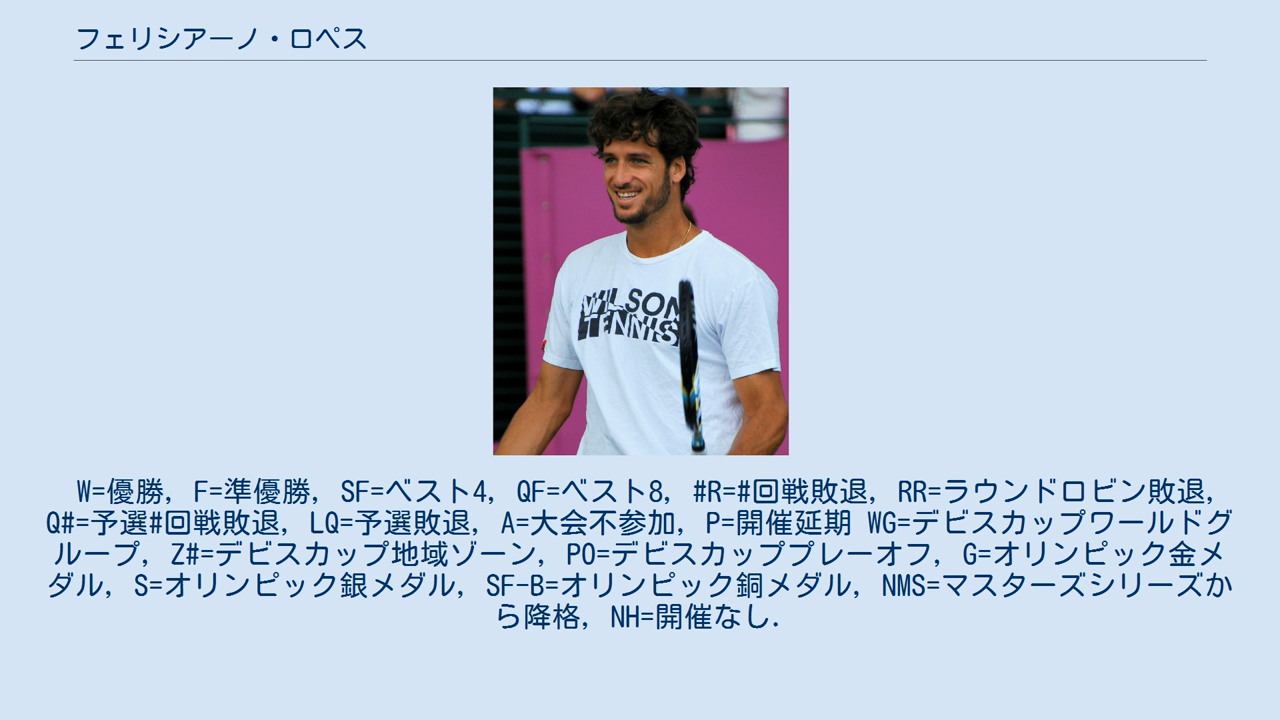 フェリシアーノ・ロペス
WILSON
TENNIS
W=優勝, F=準優勝, SF=ベスト4, QF=ベスト8, #R=#回戦敗退, RR=ラウンドロビン敗退,
Q#=予選#回戦敗退, LQ=予選敗退, A=大会不参加, P=開催延期 WG=デビスカップワールドグ
ループ, Z#=デビスカップ地域ゾーン, PO=デビスカッププレーオフ, G=オリンピック金メ
ダル, S=オリンピック銀メダル, SF-B=オリンピック銅メダル, NMS=マスターズシリーズか
ら降格, NH=開催なし.